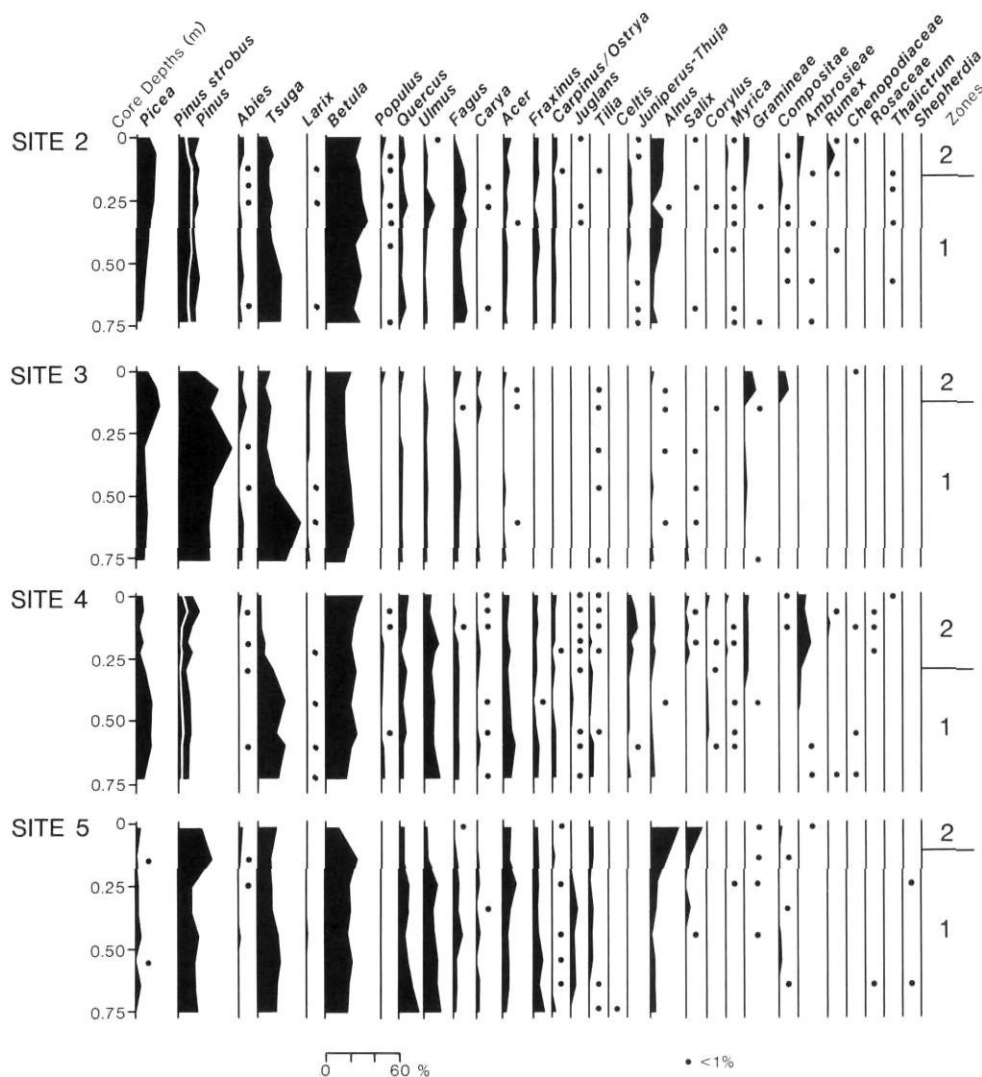 Core Depths (m)
Picea
Pinus strobus
Pinus
Abies
Tsuga
Larix
Betula
Populus
Quercus
Ulmus
Fagus
Carya
Acer
Fraxinus
Carpinus/Ostrya
Juglans
Tilia
Celtis
Juniperus-Thuja
Alnus
Salix
Corylus
Myrica
Gramineae
Compositae
Ambrosieae
Rumex
Chenopodiaceae
Rosaceae
Thalictrum
Shepherdia
Zones
SITE 2
0
0.25
0.50
0.75
2
1
SITE 3
0
0.25
0.50
0.75
2
1
SITE 4
0
0.25
0.50
0.75
2
1
SITE 5
0
0.25
0.50
0.75
2
1
0 60 %
• <1%